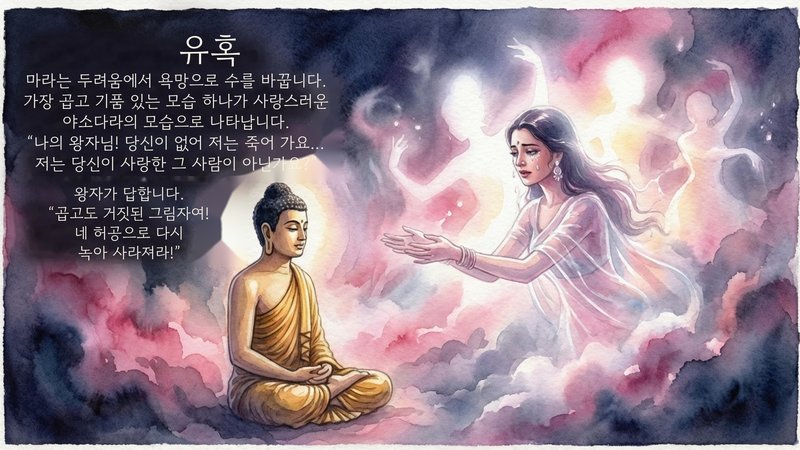 유혹
마라는 두려움에서 욕망으로 수를 바꿉니다.
가장 곱고 기품 있는 모습 하나가 사랑스러운
야소다라의 모습으로 나타납니다.
“나의 왕자님! 당신이 없어 저는 죽어 가요...
저는 당신이 사랑한 그 사람이 아닌가요?
왕자가 답합니다.
“곱고도 거짓된 그림자여!
네 허공으로 다시
녹아 사라져라!”